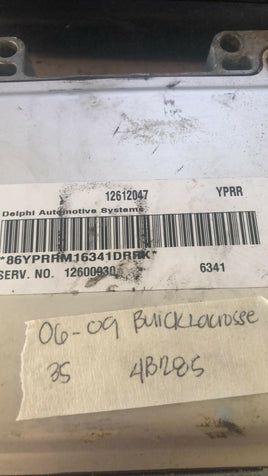 12612047 YPRR
Delphi Automotive Systems
*86YPRRM16341DRRK*
SERV. NO. 12600930 6341
06-09 Buick Lacrosse
35 4B285